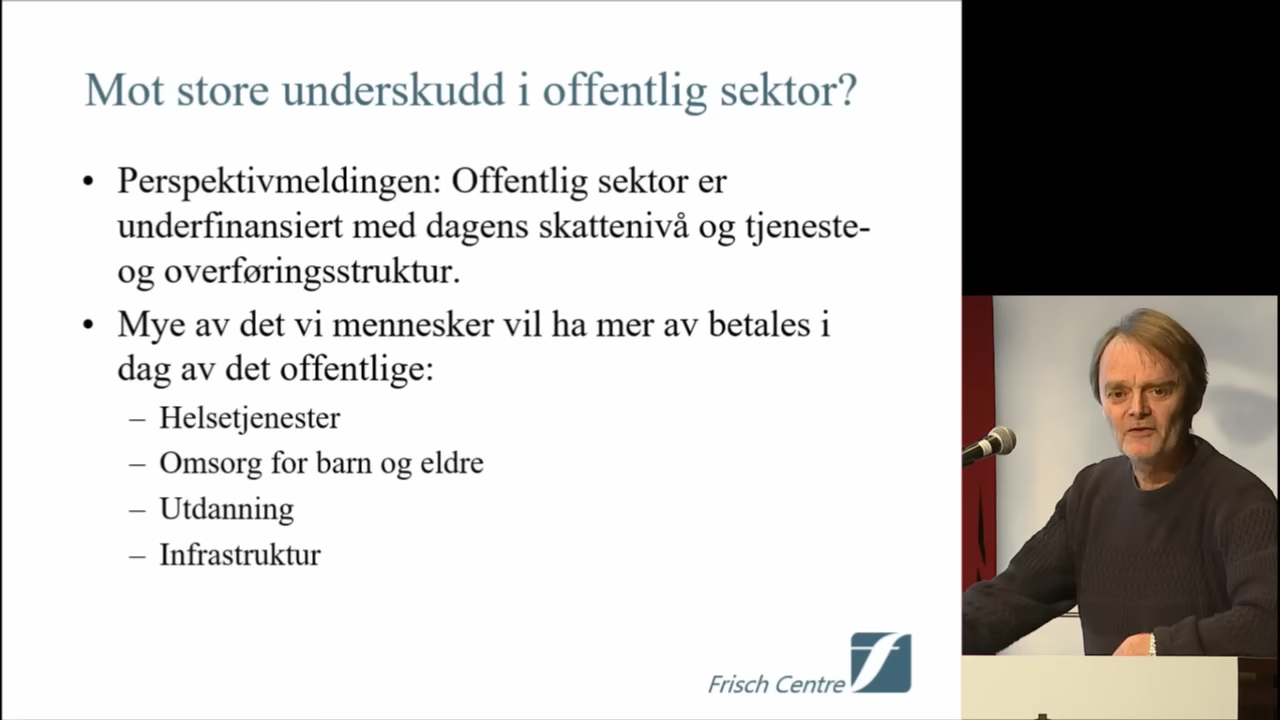 Mot store underskudd i offentlig sektor?
• Perspektivmeldingen: Offentlig sektor er
underfinansiert med dagens skattenivå og tjeneste-
og overføringsstruktur.
• Mye av det vi mennesker vil ha mer av betales i
dag av det offentlige:
– Helsetjenester
– Omsorg for barn og eldre
– Utdanning
– Infrastruktur
Frisch Centre